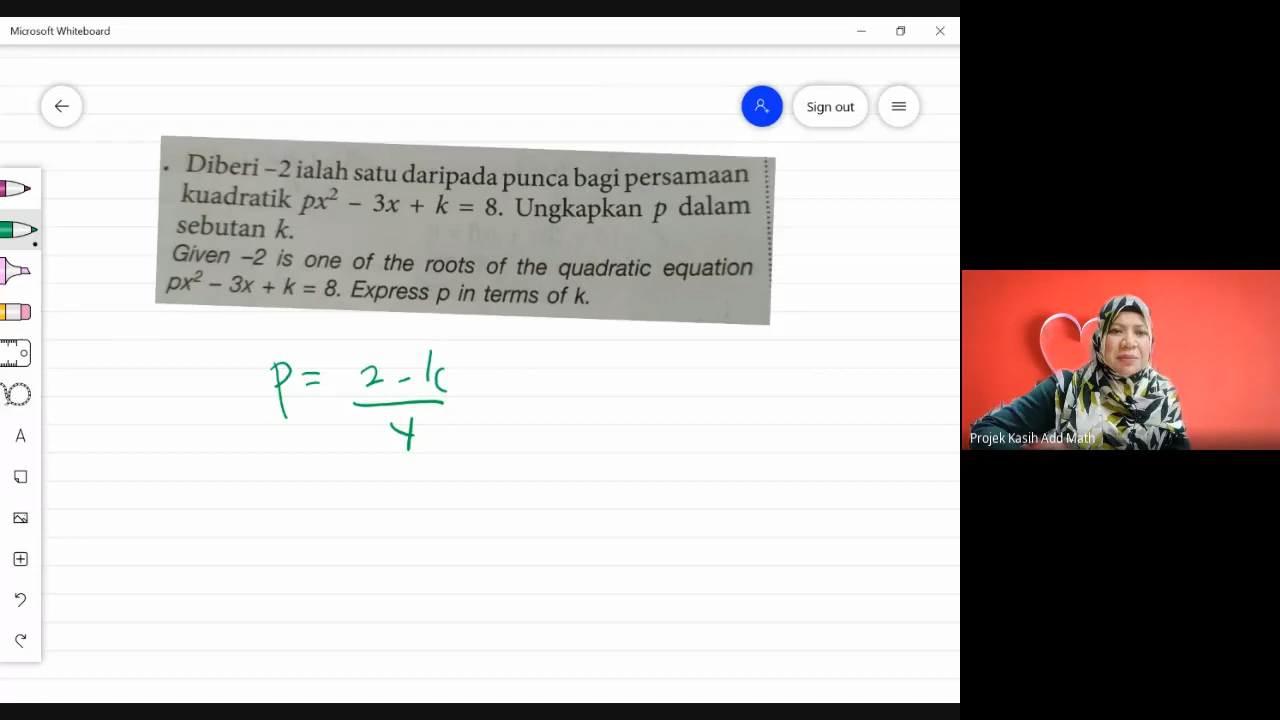 Microsoft Whiteboard
Sign out
. Diberi –2 ialah satu daripada punca bagi persamaan
kuadratik px² – 3x + k = 8. Ungkapkan p dalam
sebutan k.
Given –2 is one of the roots of the quadratic equation
px² – 3x + k = 8. Express p in terms of k.
p = 2 - k
4
A
Projek Kasih Add Math